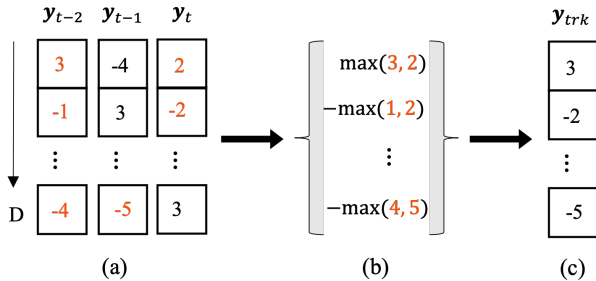 y_{t-2} y_{t-1} y_t y_{trk}
3 -4 2 max(3, 2) 3
-1 3 -2 −max(1, 2) -2
⋮ ⋮ ⋮ ⋮ ⋮
D -4 -5 3 −max(4, 5) -5
(a) (b) (c)